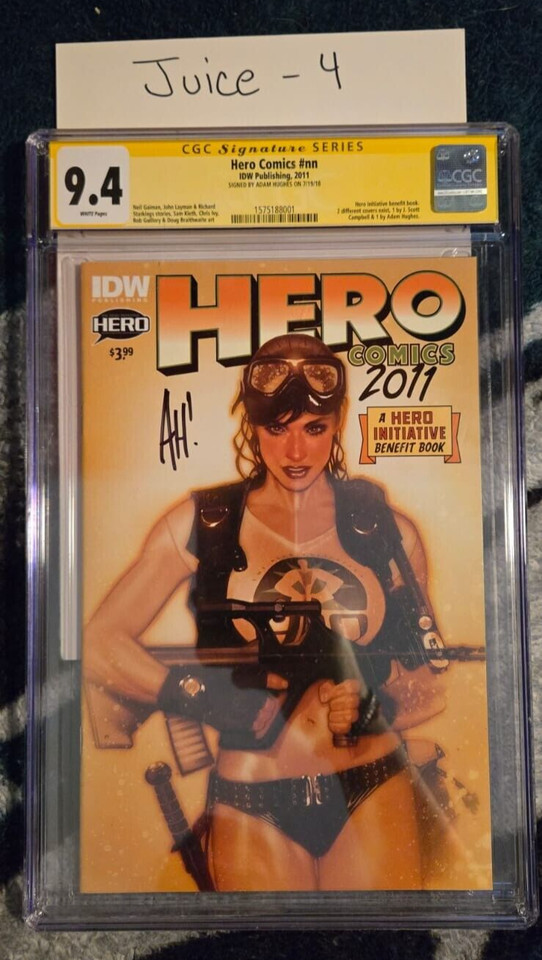 Juice - 4
CGC Signature SERIES
9.4
WHITE Pages
Hero Comics #nn
IDW Publishing, 2011
SIGNED BY ADAM HUGHES ON 7/19/18
Neil Gaiman, John Layman & Richard
Starkings stories, Sam Kieth, Chris Ivy,
Rob Guillory & Doug Braithwaite art
1575188001
Hero Initiative benefit book.
2 different covers exist, 1 by J. Scott
Campbell & 1 by Adam Hughes.
CGC
IDW
PUBLISHING
HERO
$3.99
HERO
COMICS
2011
A HERO
INITIATIVE
BENEFIT BOOK
AH!